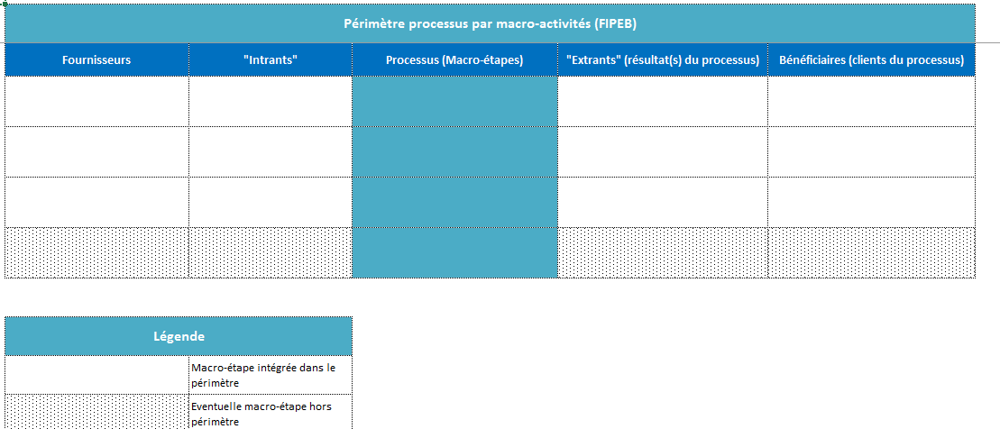 Périmètre processus par macro-activités (FIPEB)
Fournisseurs
"Intrants"
Processus (Macro-étapes)
"Extrants" (résultat(s) du processus)
Bénéficiaires (clients du processus)
Légende
Macro-étape intégrée dans le
périmètre
Eventuelle macro-étape hors
périmètre